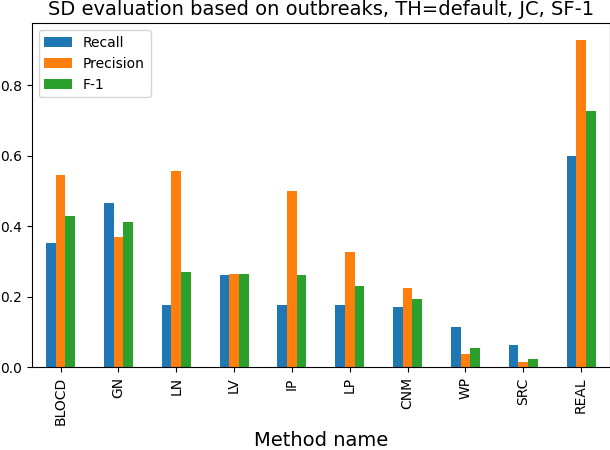 SD evaluation based on outbreaks, TH=default, JC, SF-1
Recall
Precision
F-1
0.8
0.6
0.4
0.2
0.0
BLOCD
GN
LN
LV
IP
LP
CNM
WP
SRC
REAL
Method name